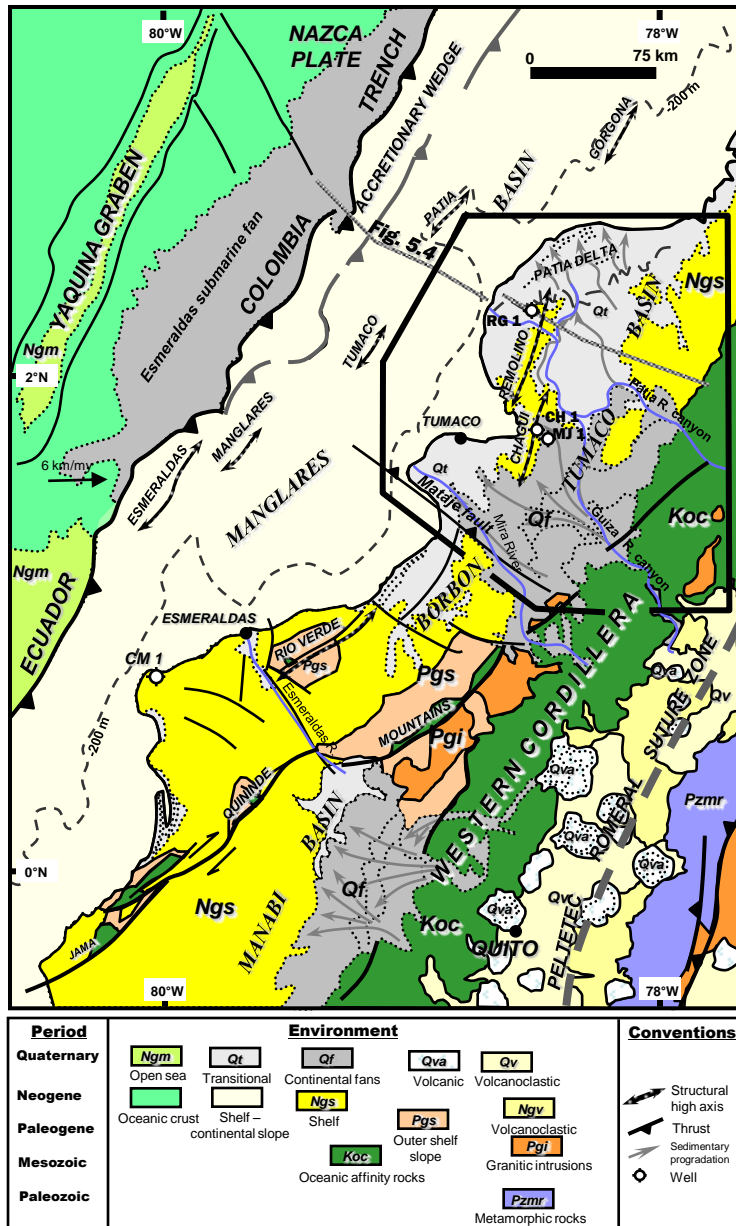 80°W
78°W
NAZCA
PLATE
75 km
TRENCH
-200 m
ACCRETIONARY WEDGE
GORGONA
BASIN
PATIA
YAQUINA GRABEN
Fig. 5.4
Esmeraldas submarine fan
COLOMBIA
PATIA DELTA
Ngs
Qt
BASIN
RG 1
REMOLINO
TUMACO
Ngm
2°N
Patia R. canyon
CH 1
MJ 1
CHAGUI
TUMACO
TUMACO
MANGLARES
ESMERALDAS
6 km/my
Qt
MANGLARES
Mataje fault
Qf
Guiza R. canyon
Koc
Mira River
Ngm
BORBON
ECUADOR
ESMERALDAS
RIO VERDE
Pgs
CM 1
Esmeraldas R.
Pgs
MOUNTAINS
Pgi
WESTERN CORDILLERA
Qva
Qv
SUTURE ZONE
-200 m
QUININDE
Qva
Pzmr
ROMERAL
BASIN
Qva
Qva
0°N
Qf
Ngs
Qv
Qva
MANABI
Koc
QUITO
JAMA
PELTETEC
80°W
78°W
Period
Environment
Conventions
Quaternary
Ngm
Qt
Qf
Qva
Qv
Open sea
Transitional
Continental fans
Volcanic
Volcanoclastic
Neogene
Ngs
Ngv
Oceanic crust
Shelf –
continental slope
Shelf
Volcanoclastic
Paleogene
Pgs
Outer shelf
slope
Pgi
Granitic intrusions
Mesozoic
Koc
Oceanic affinity rocks
Paleozoic
Pzmr
Metamorphic rocks
Structural
high axis
Thrust
Sedimentary
progradation
Well